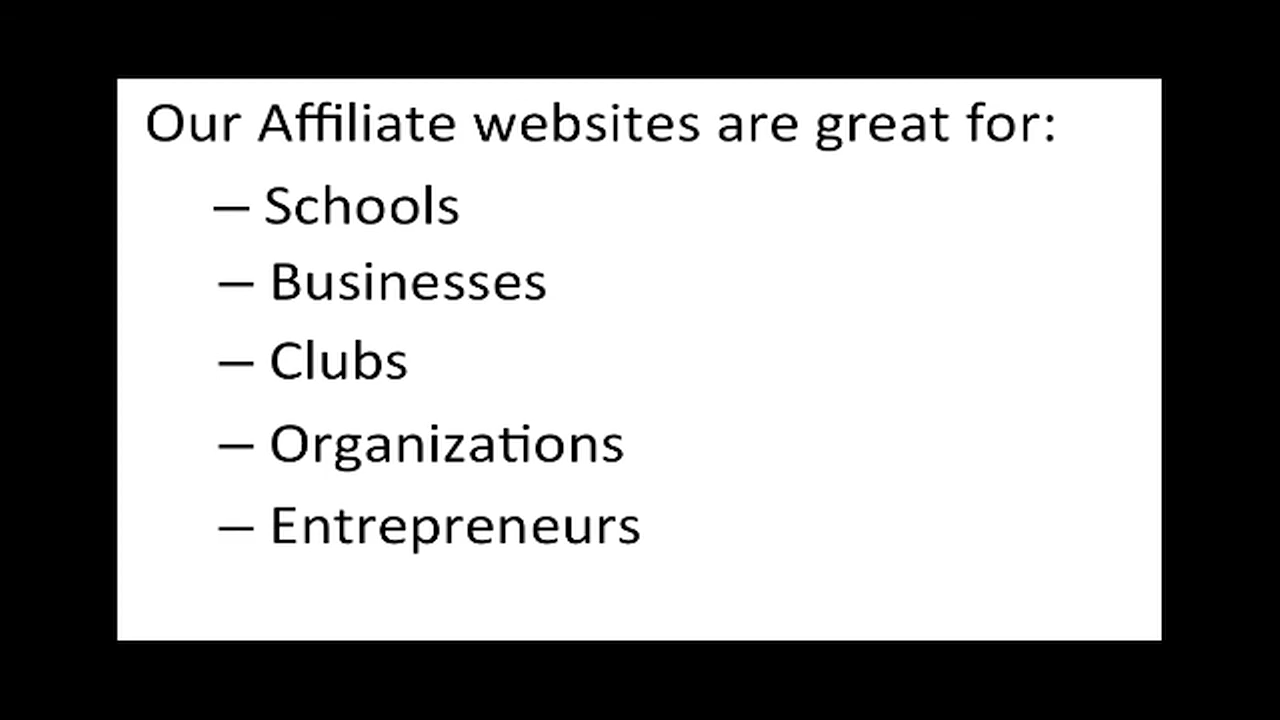 Our Affiliate websites are great for:
– Schools
– Businesses
– Clubs
– Organizations
– Entrepreneurs